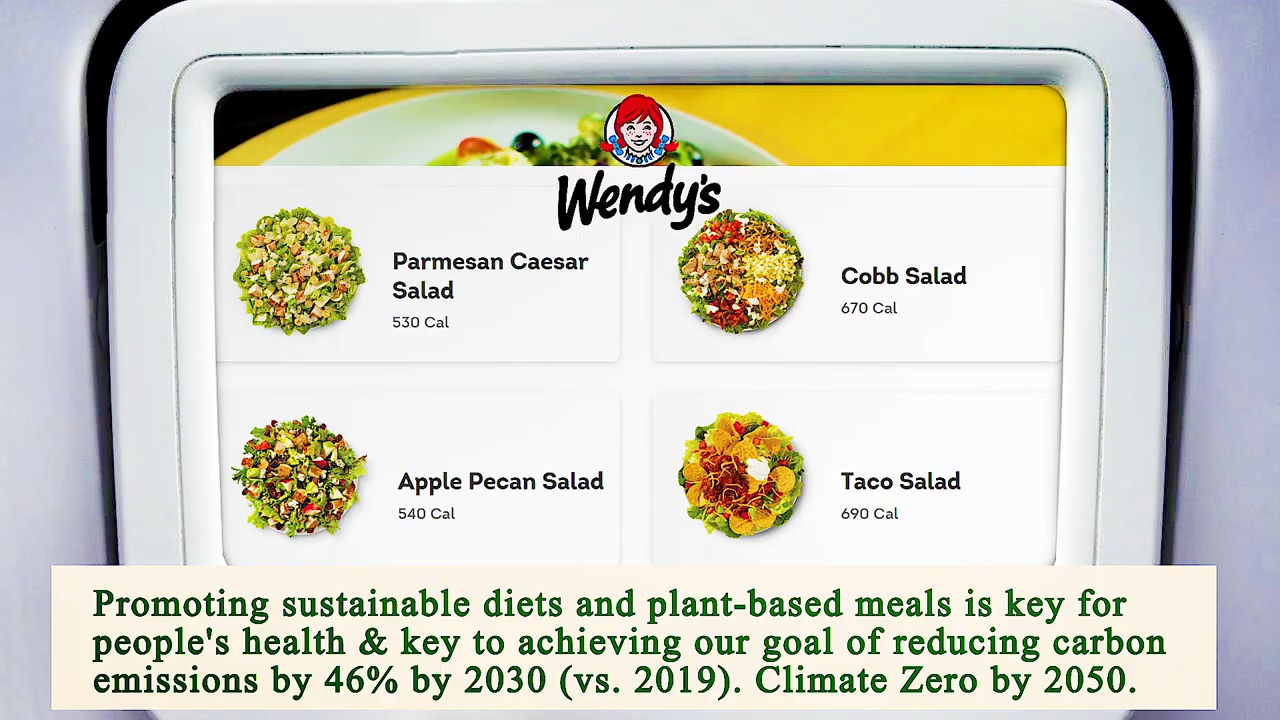 Wendy's
Parmesan Caesar
Salad
530 Cal
Cobb Salad
670 Cal
Apple Pecan Salad
540 Cal
Taco Salad
690 Cal
Promoting sustainable diets and plant-based meals is key for
people's health & key to achieving our goal of reducing carbon
emissions by 46% by 2030 (vs. 2019). Climate Zero by 2050.